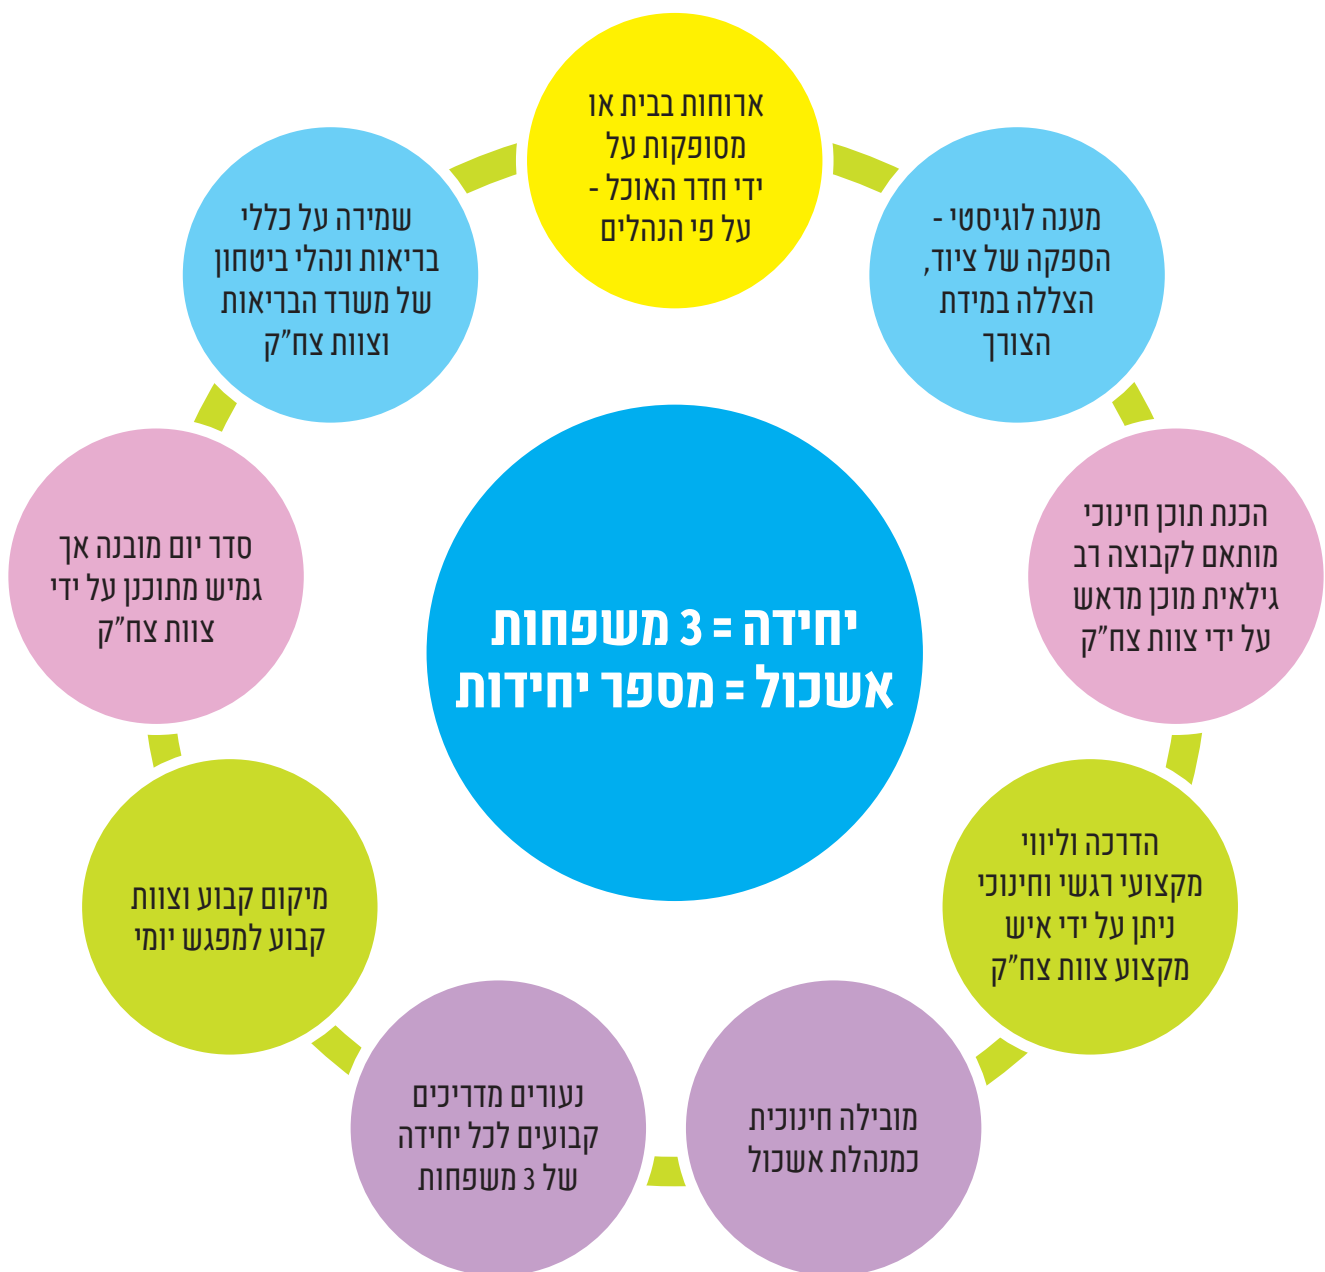 ארוחות בבית או
מסופקות על
ידי חדר האוכל -
על פי הנהלים
מענה לוגיסטי -
הספקה של ציוד,
הצללה במידת
הצורך
הכנת תוכן חינוכי
מותאם לקבוצה רב
גילאית מוכן מראש
על ידי צוות צח"ק
הדרכה וליווי
מקצועי רגשי וחינוכי
ניתן על ידי איש
מקצוע צוות צח"ק
מובילה חינוכית
כמנהלת אשכול
נעורים מדריכים
קבועים לכל יחידה
של 3 משפחות
מיקום קבוע וצוות
קבוע למפגש יומי
סדר יום מובנה אך
גמיש מתוכנן על ידי
צוות צח"ק
שמירה על כללי
בריאות ונהלי ביטחון
של משרד הבריאות
וצוות צח"ק
יחידה = 3 משפחות
אשכול = מספר יחידות